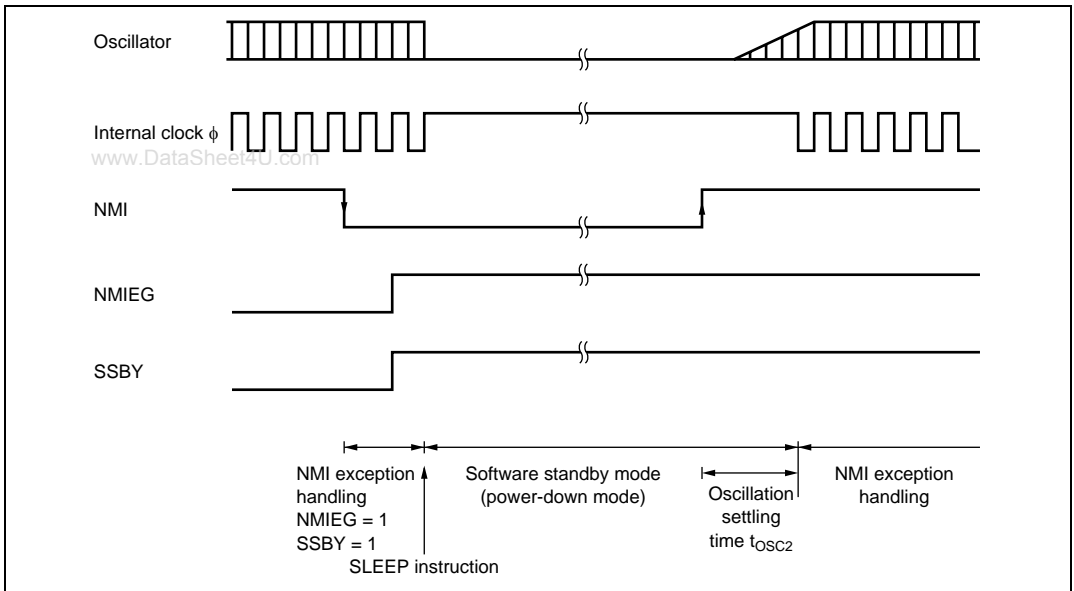 Oscillator
Internal clock ϕ
www.DataSheet4U.com
NMI
NMIEG
SSBY
NMI exception
handling
NMIEG = 1
SSBY = 1
SLEEP instruction
Software standby mode
(power-down mode)
Oscillation
settling
time tOSC2
NMI exception
handling